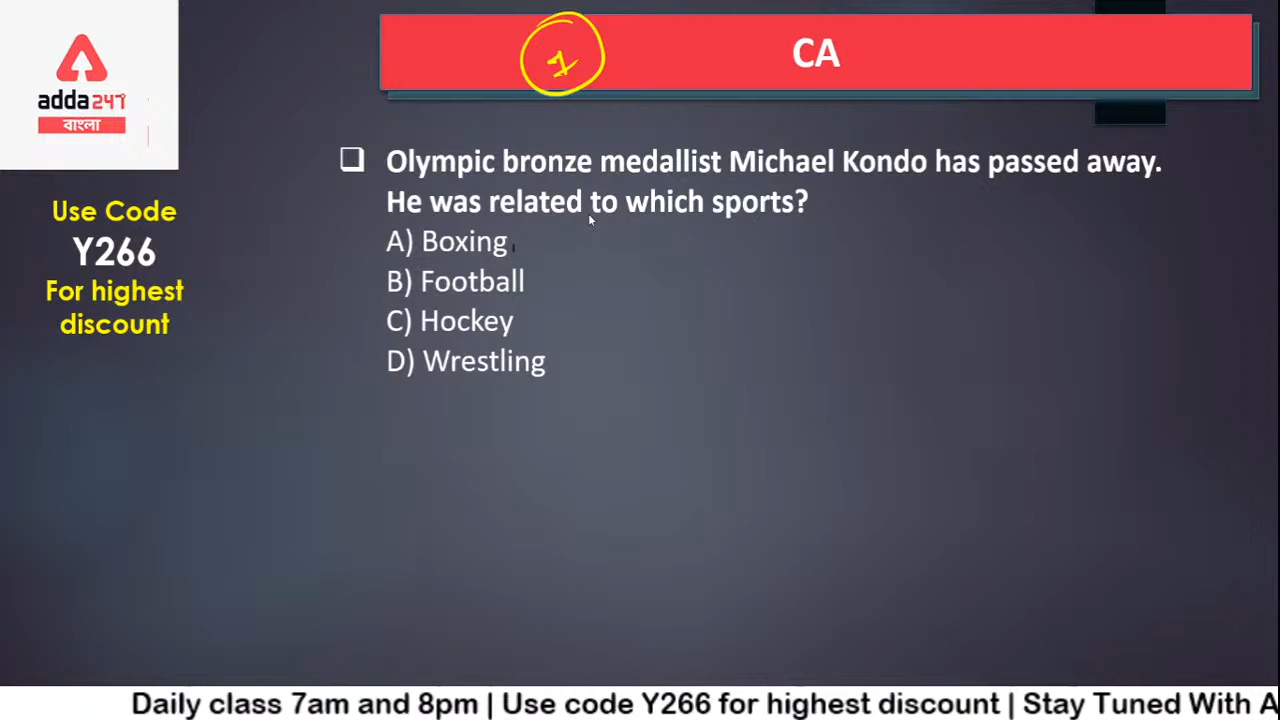 1
CA
adda247
বাংলা
Olympic bronze medallist Michael Kondo has passed away.
He was related to which sports?
A) Boxing
B) Football
C) Hockey
D) Wrestling
Use Code
Y266
For highest
discount
Daily class 7am and 8pm | Use code Y266 for highest discount | Stay Tuned With A